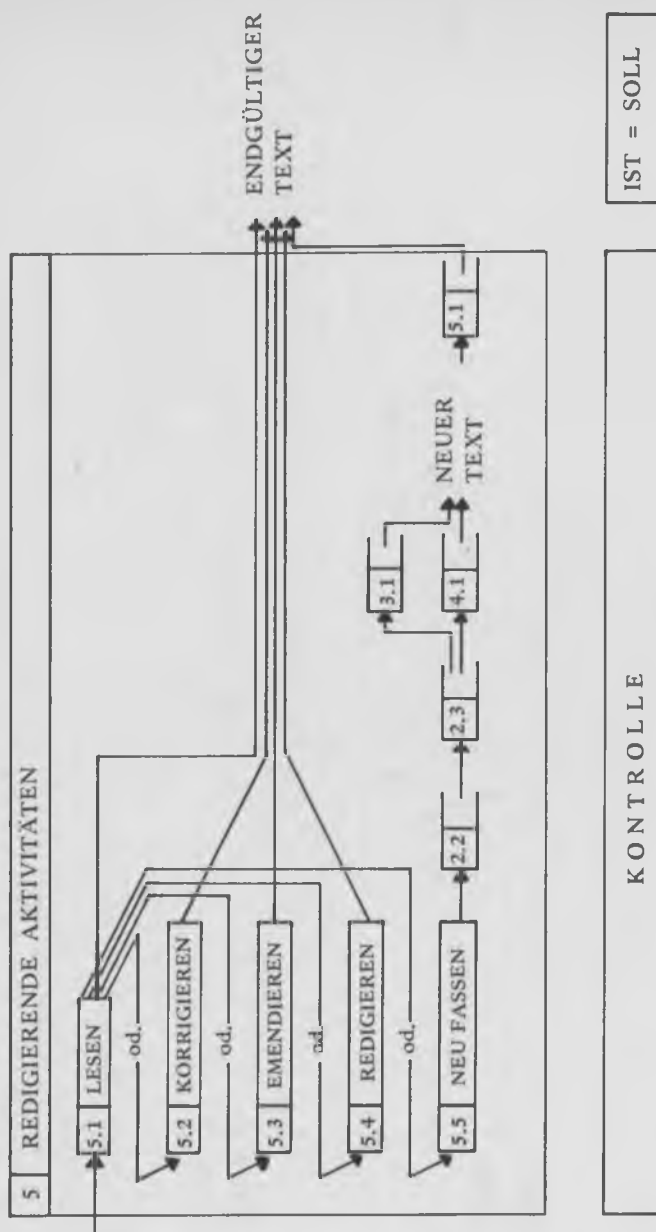 5 REDIGIERENDE AKTIVITÄTEN
5.1 LESEN
od.
5.2 KORRIGIEREN
od.
5.3 EMENDIEREN
od.
5.4 REDIGIEREN
od.
5.5 NEU FASSEN
2.2
2.3
3.1
4.1
NEUER
TEXT
5.1
ENDGÜLTIGER
TEXT
KONTROLLE
IST = SOLL